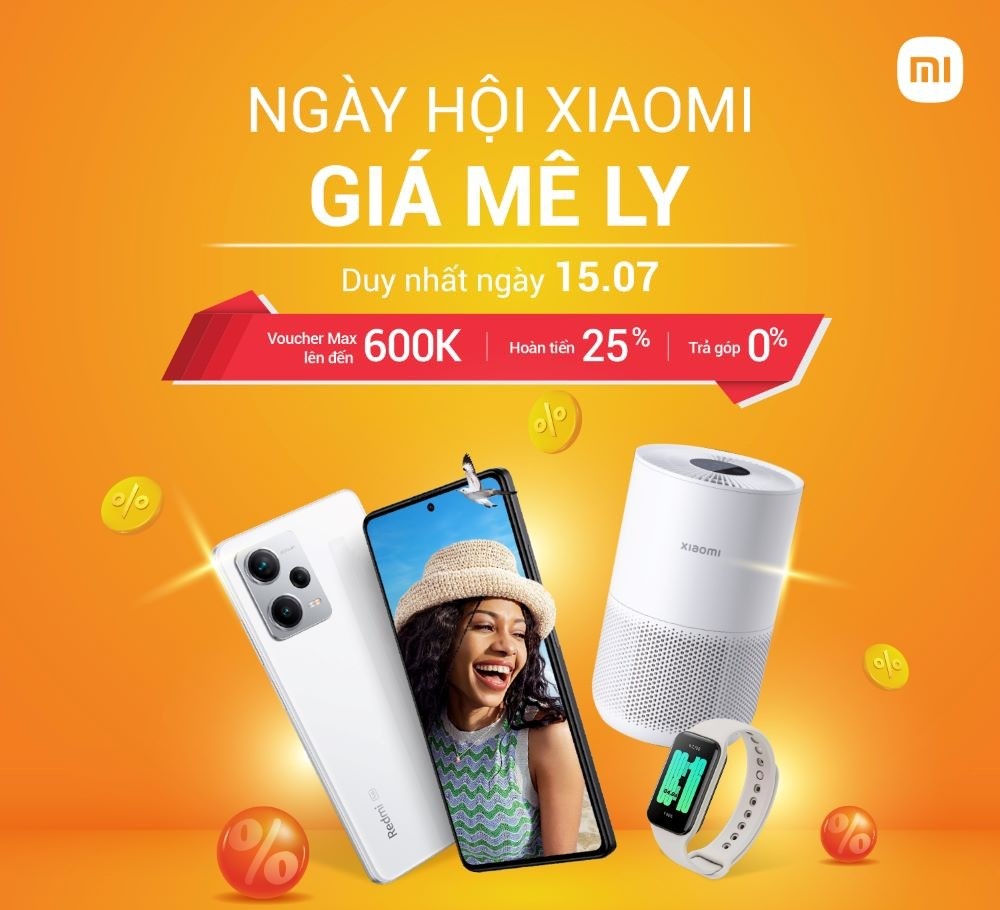 mi
NGÀY HỘI XIAOMI
GIÁ MÊ LY
Duy nhất ngày 15.07
Voucher Max lên đến 600K
Hoàn tiền 25%
Trả góp 0%
%
%
%
xiaomi
%
%
Redmi